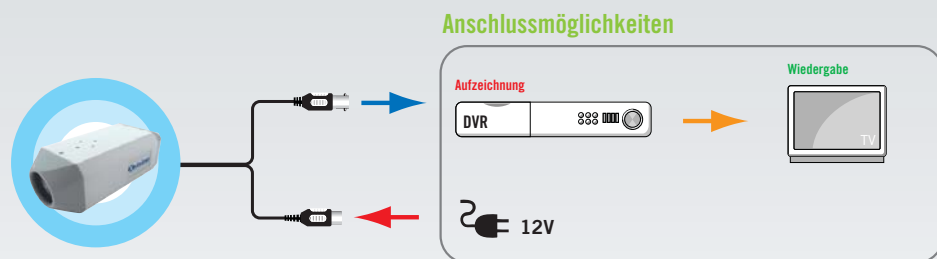 Anschlussmöglichkeiten
Aufzeichnung
Wiedergabe
DVR
TV
12V